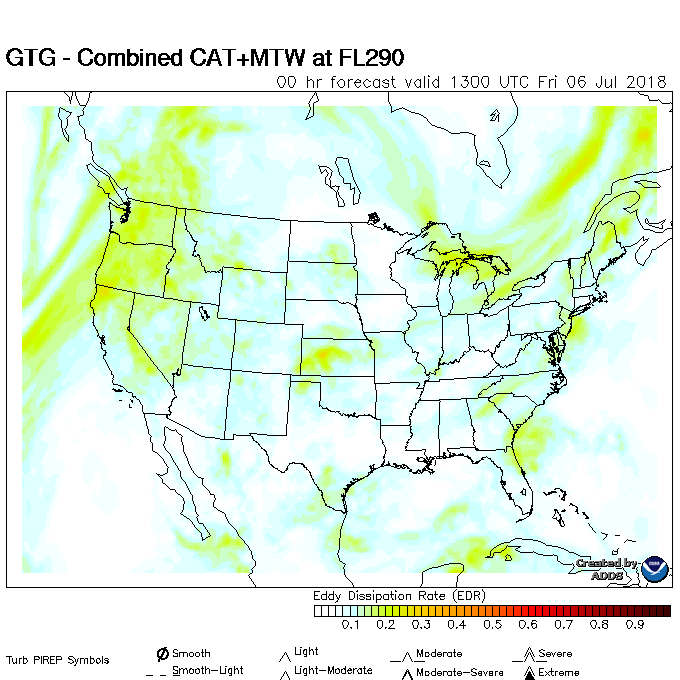 GTG - Combined CAT+MTW at FL290
00 hr forecast valid 1300 UTC Fri 06 Jul 2018
Created by
ADDS
Eddy Dissipation Rate (EDR)
0.1 0.2 0.3 0.4 0.5 0.6 0.7 0.8 0.9
Turb PIREP Symbols
Smooth Light Moderate Severe
Smooth-Light Light-Moderate Moderate-Severe Extreme